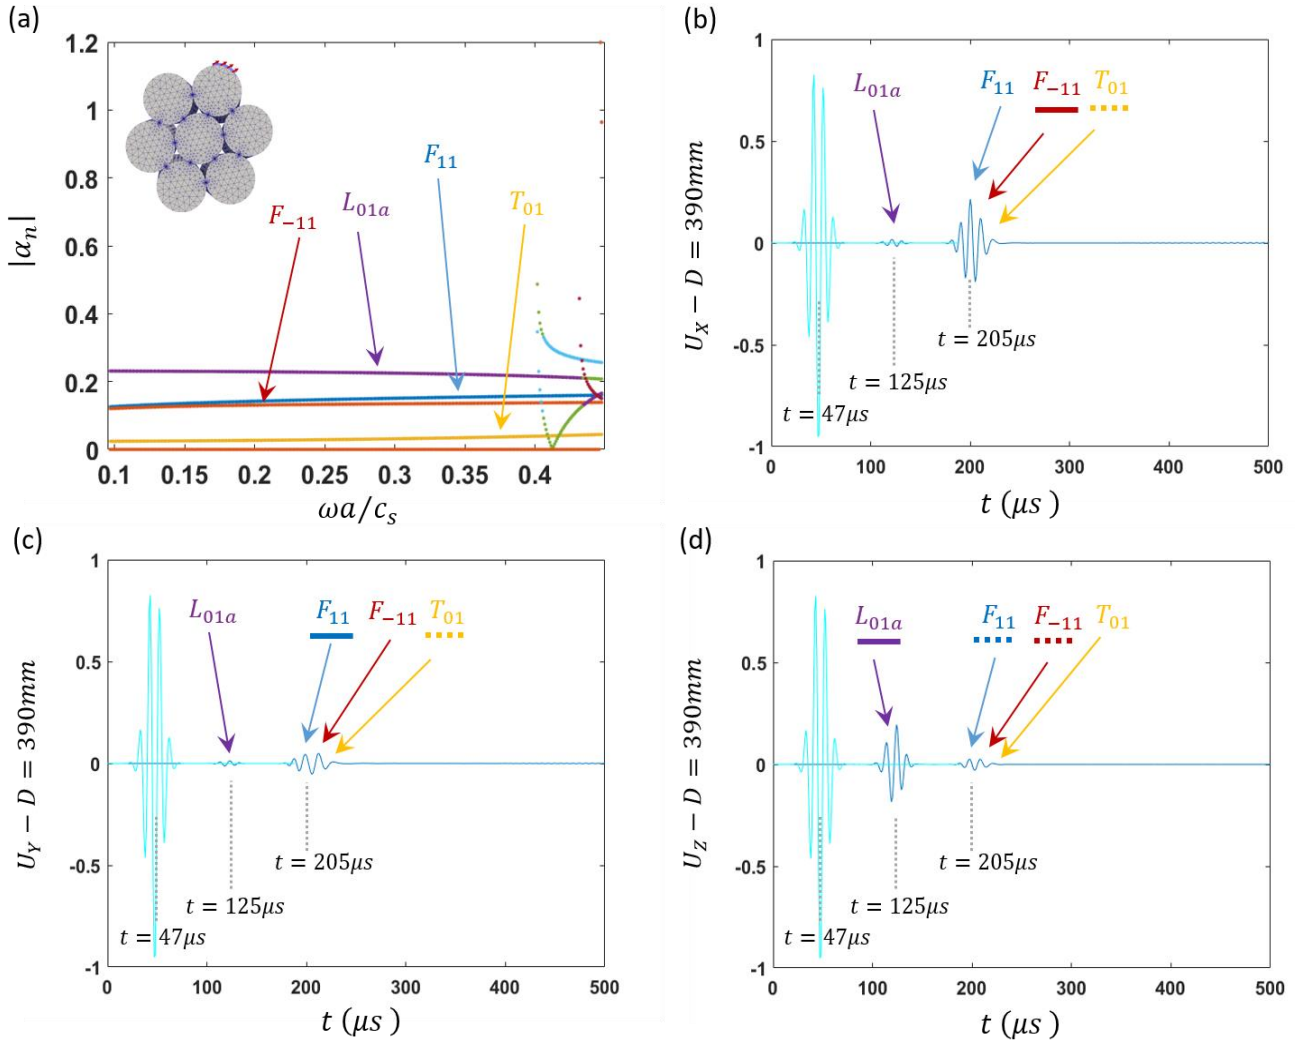 (a)
1.2
1
0.8
0.6
0.4
0.2
0
|αₙ|
F₋₁₁
L₀₁ₐ
F₁₁
T₀₁
0.1 0.15 0.2 0.25 0.3 0.35 0.4
ωa/cₛ
(b)
1
0.5
0
-0.5
-1
U_X − D = 390mm
L₀₁ₐ
F₁₁
F₋₁₁
T₀₁
t = 205μs
t = 125μs
t = 47μs
0 100 200 300 400 500
t (μs )
(c)
1
0.5
0
-0.5
-1
U_Y − D = 390mm
L₀₁ₐ
F₁₁
F₋₁₁
T₀₁
t = 205μs
t = 125μs
t = 47μs
0 100 200 300 400 500
t (μs )
(d)
1
0.5
0
-0.5
-1
U_Z − D = 390mm
L₀₁ₐ
F₁₁
F₋₁₁
T₀₁
t = 205μs
t = 125μs
t = 47μs
0 100 200 300 400 500
t (μs )